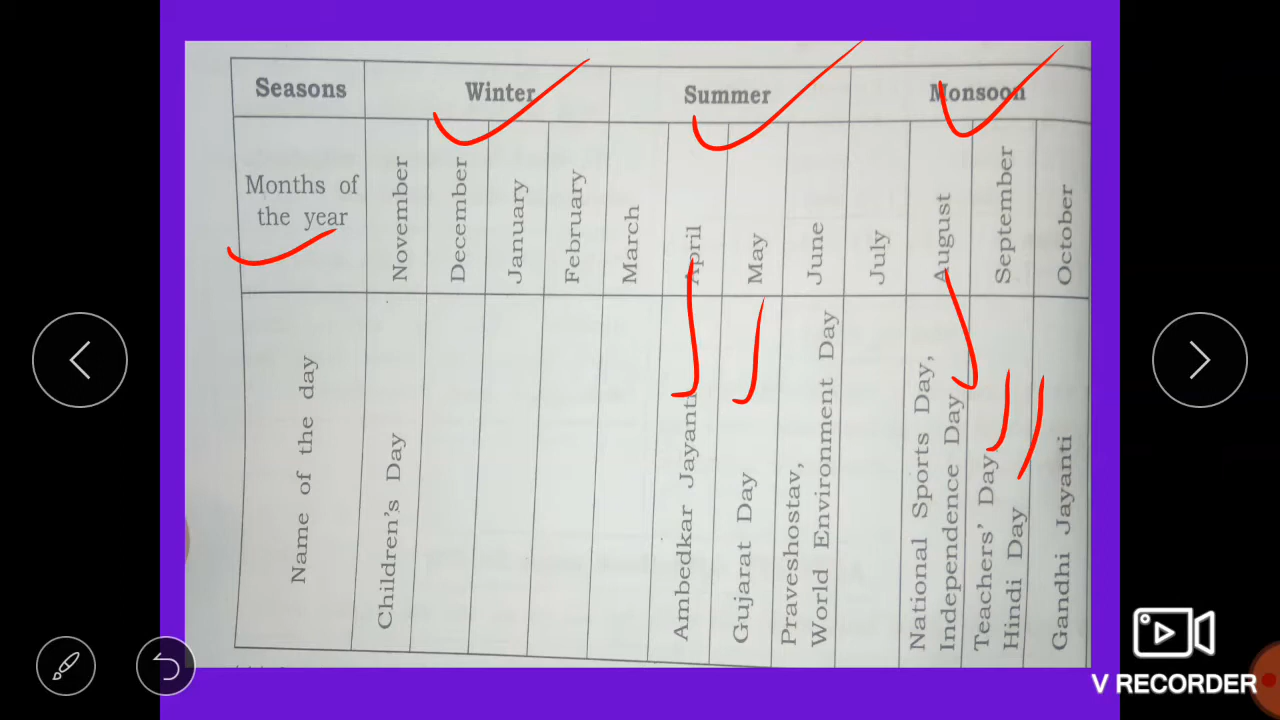 Seasons
Winter
Summer
Monsoon
Months of
the year
November
December
January
February
March
April
May
June
July
August
September
October
Name of the day
Children's Day
Ambedkar Jayanti
Gujarat Day
Praveshostav,
World Environment Day
National Sports Day,
Independence Day
Teachers' Day,
Hindi Day
Gandhi Jayanti
V RECORDER